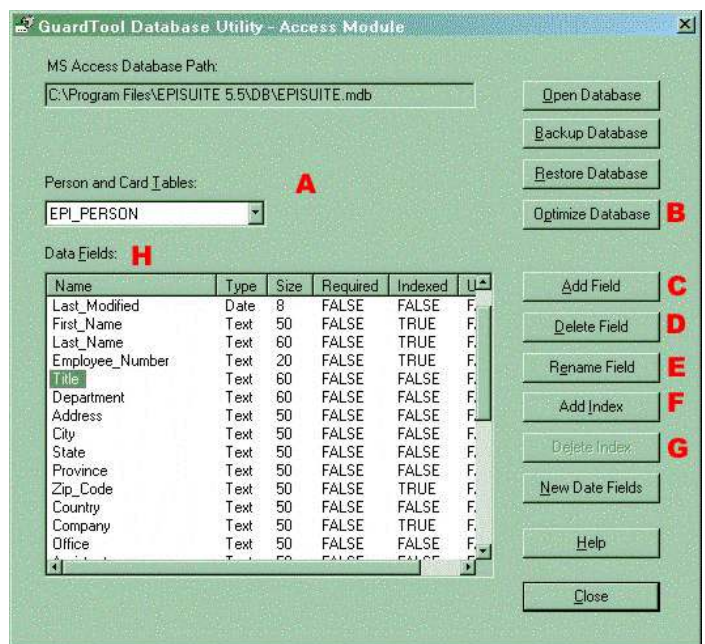 GuardTool Database Utility - Access Module
MS Access Database Path:
C:\Program Files\EPISUITE 5.5\DB\EPISUITE.mdb
Open Database
Backup Database
Restore Database
Person and Card Tables:
A
EPI_PERSON
Optimize Database B
Data Fields: H
Name Type Size Required Indexed
Last_Modified Date 8 FALSE FALSE F
First_Name Text 50 FALSE TRUE F
Last_Name Text 60 FALSE TRUE F
Employee_Number Text 20 FALSE TRUE F
Title Text 60 FALSE FALSE F
Department Text 60 FALSE FALSE F
Address Text 50 FALSE FALSE F
City Text 50 FALSE FALSE F
State Text 50 FALSE FALSE F
Province Text 50 FALSE FALSE F
Zip_Code Text 50 FALSE TRUE F
Country Text 50 FALSE FALSE F
Company Text 50 FALSE TRUE F
Office Text 50 FALSE FALSE F
Add Field C
Delete Field D
Rename Field E
Add Index F
Delete Index G
New Date Fields
Help
Close